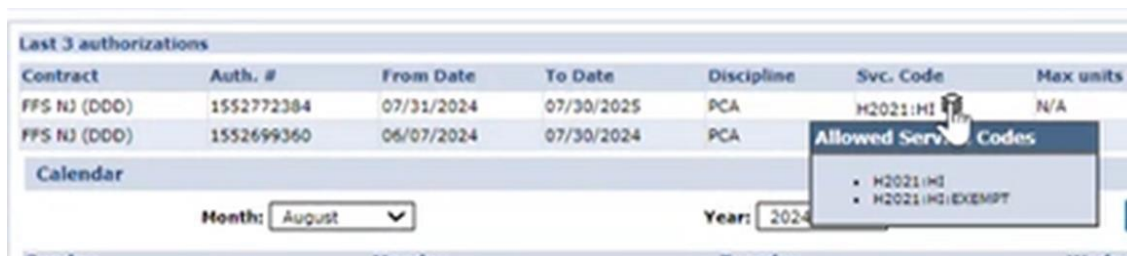 Last 3 authorizations
Contract Auth. # From Date To Date Discipline Svc. Code Max units
FFS NJ (DDD) 1552772384 07/31/2024 07/30/2025 PCA H2021:HI N/A
FFS NJ (DDD) 1552699360 06/07/2024 07/30/2024 PCA
Allowed Codes
Calendar
• H2021:HI
• H2021:HI:EXEMPT
Month: August Year: 2024